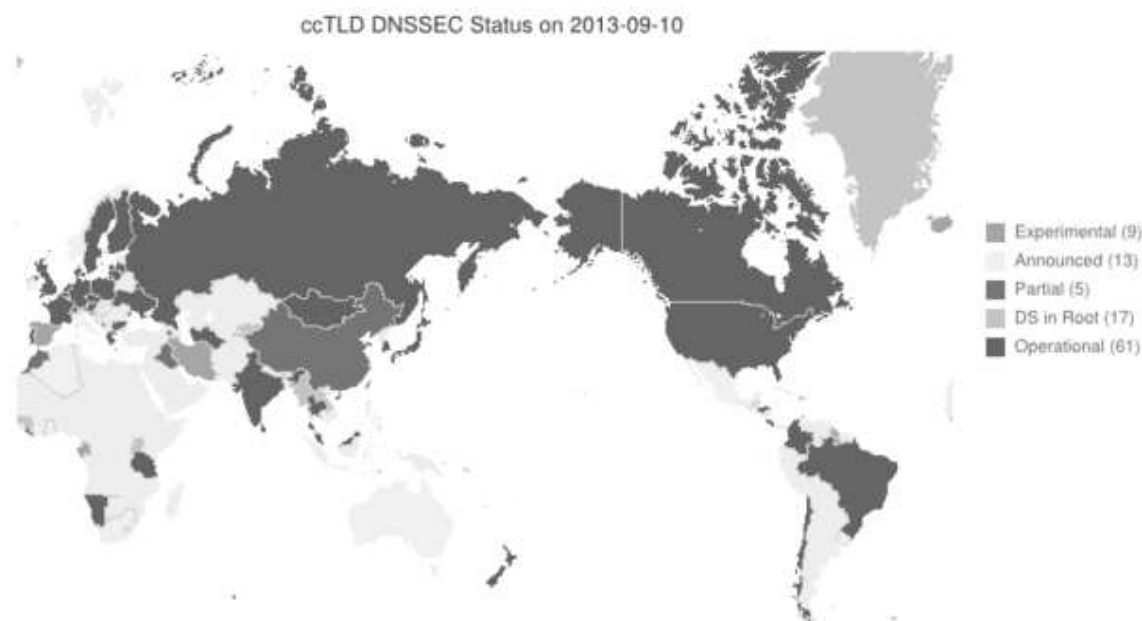 ccTLD DNSSEC Status on 2013-09-10
Experimental (9)
Announced (13)
Partial (5)
DS in Root (17)
Operational (61)